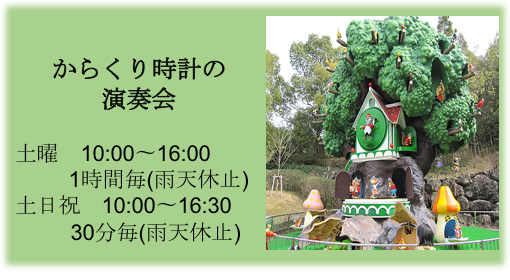 からくり時計の
演奏会
土曜　10:00～16:00
1時間毎(雨天休止)
土日祝　10:00～16:30
30分毎(雨天休止)